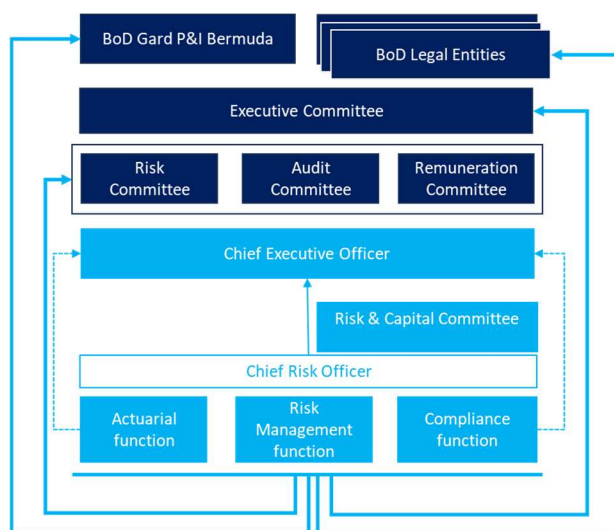 BoD Gard P&I Bermuda
BoD Legal Entities
Executive Committee
Risk
Committee
Audit
Committee
Remuneration
Committee
Chief Executive Officer
Risk & Capital Committee
Chief Risk Officer
Actuarial
function
Risk
Management
function
Compliance
function